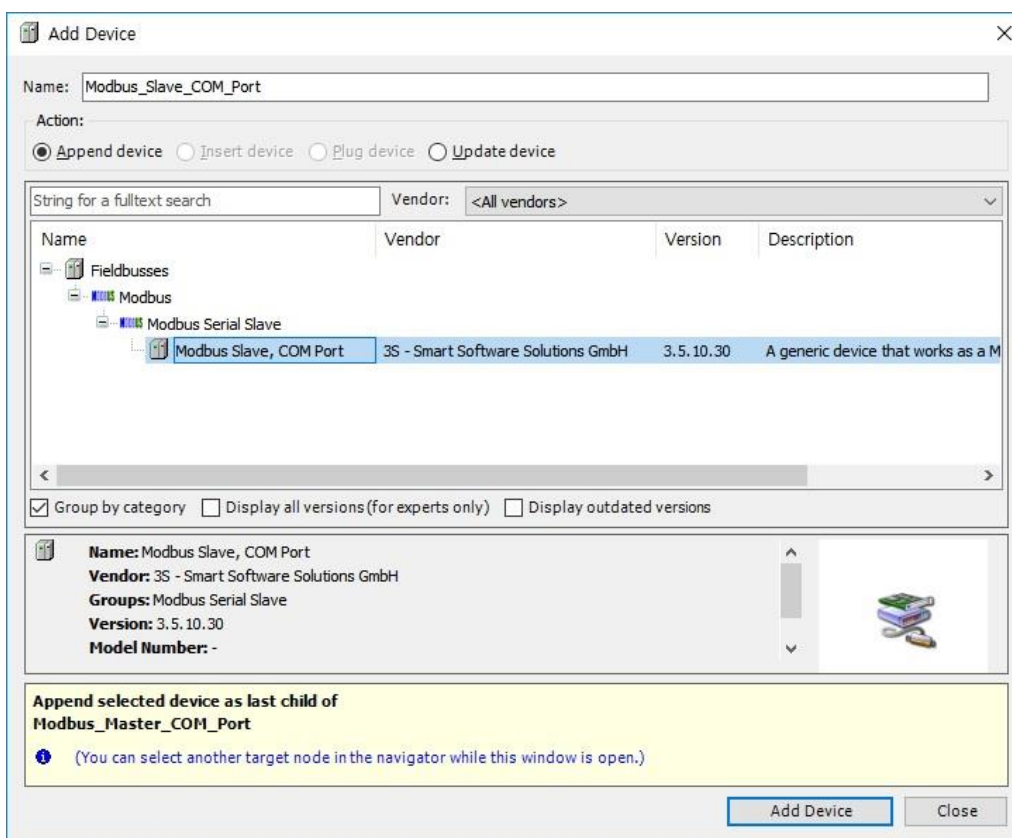 Add Device
Name: Modbus_Slave_COM_Port
Action:
Append device Insert device Plug device Update device
String for a fulltext search Vendor: <All vendors>
Name Vendor Version Description
Fieldbusses
MODBUS Modbus
MODBUS Modbus Serial Slave
Modbus Slave, COM Port 3S - Smart Software Solutions GmbH 3.5.10.30 A generic device that works as a M
Group by category Display all versions (for experts only) Display outdated versions
Name: Modbus Slave, COM Port
Vendor: 3S - Smart Software Solutions GmbH
Groups: Modbus Serial Slave
Version: 3.5.10.30
Model Number: -
Append selected device as last child of
Modbus_Master_COM_Port
(You can select another target node in the navigator while this window is open.)
Add Device Close